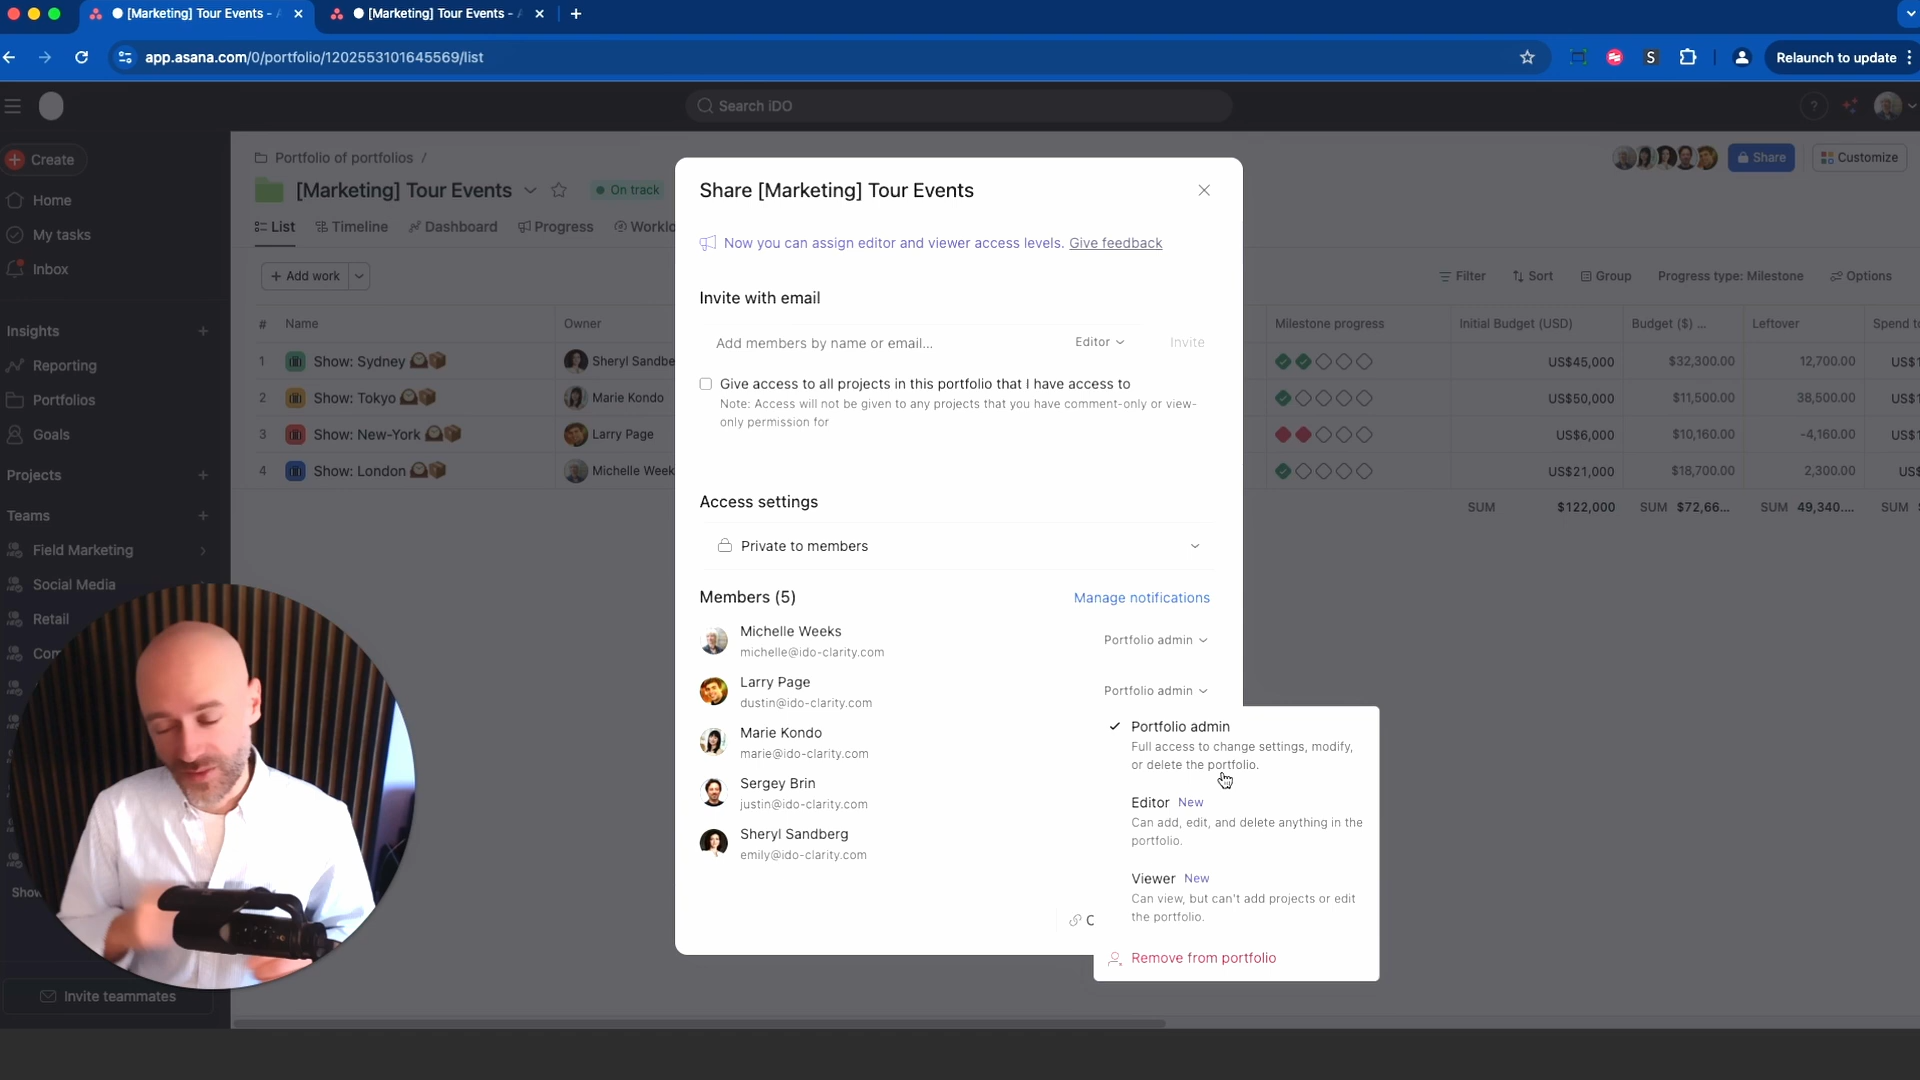 [Marketing] Tour Events -
[Marketing] Tour Events -
app.asana.com/0/portfolio/1202553101645569/list
S
Relaunch to update
Search iDO
?
Create
Home
My tasks
Inbox
Insights
Reporting
Portfolios
Goals
Projects
Teams
Field Marketing
Social Media
Retail
Invite teammates
Portfolio of portfolios /
[Marketing] Tour Events
On track
Share
Customize
List
Timeline
Dashboard
Progress
Add work
Filter
Sort
Group
Progress type: Milestone
Options
#
Name
Owner
Milestone progress
Initial Budget (USD)
Budget ($) ...
Leftover
1
Show: Sydney
Sheryl Sandbe
US$45,000
$32,300.00
12,700.00
US$1
2
Show: Tokyo
Marie Kondo
US$50,000
$11,500.00
38,500.00
US$1
3
Show: New-York
Larry Page
US$6,000
$10,160.00
-4,160.00
US$1
4
Show: London
Michelle Week
US$21,000
$18,700.00
2,300.00
US$
SUM
$122,000
SUM $72,66...
SUM 49,340....
SUM
Share [Marketing] Tour Events
Now you can assign editor and viewer access levels. Give feedback
Invite with email
Add members by name or email...
Editor
Invite
Give access to all projects in this portfolio that I have access to
Note: Access will not be given to any projects that you have comment-only or view-
only permission for
Access settings
Private to members
Members (5)
Manage notifications
Michelle Weeks
michelle@ido-clarity.com
Portfolio admin
Larry Page
dustin@ido-clarity.com
Portfolio admin
Marie Kondo
marie@ido-clarity.com
Sergey Brin
justin@ido-clarity.com
Sheryl Sandberg
emily@ido-clarity.com
Portfolio admin
Full access to change settings, modify,
or delete the portfolio.
Editor New
Can add, edit, and delete anything in the
portfolio.
Viewer New
Can view, but can't add projects or edit
the portfolio.
Remove from portfolio